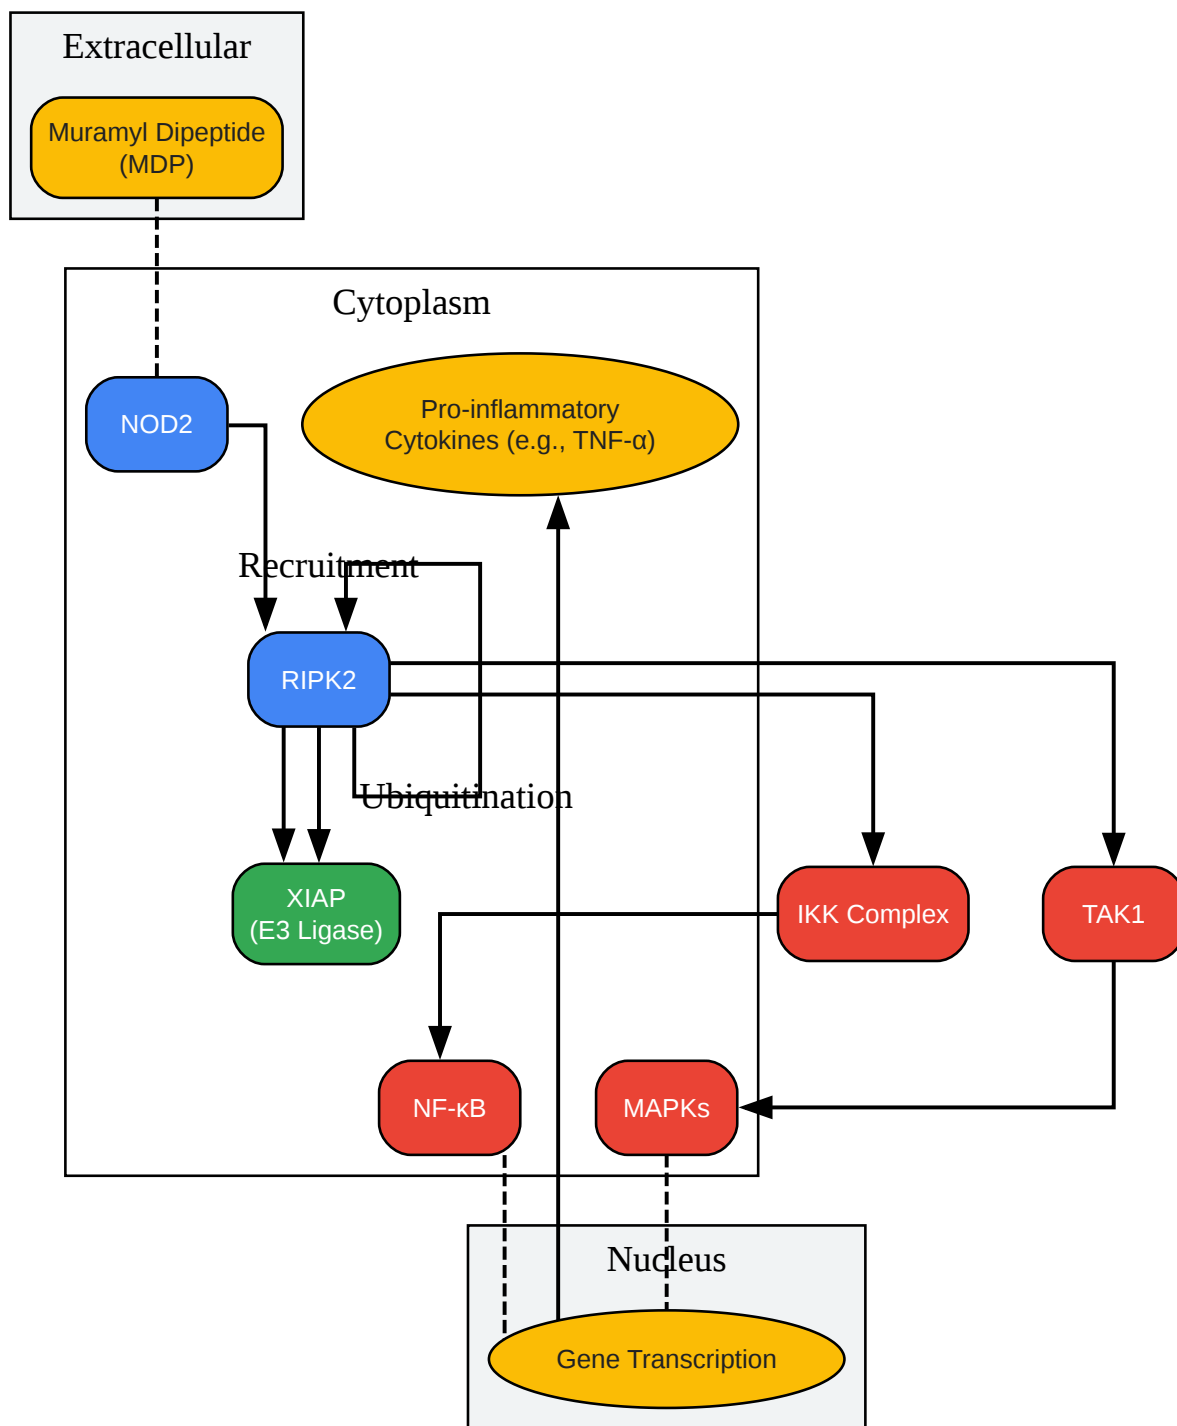 Extracellular
Muramyl Dipeptide
(MDP)
Cytoplasm
NOD2
Pro-inflammatory
Cytokines (e.g., TNF-α)
Recruitment
RIPK2
Ubiquitination
XIAP
(E3 Ligase)
IKK Complex
TAK1
NF-κB
MAPKs
Nucleus
Gene Transcription